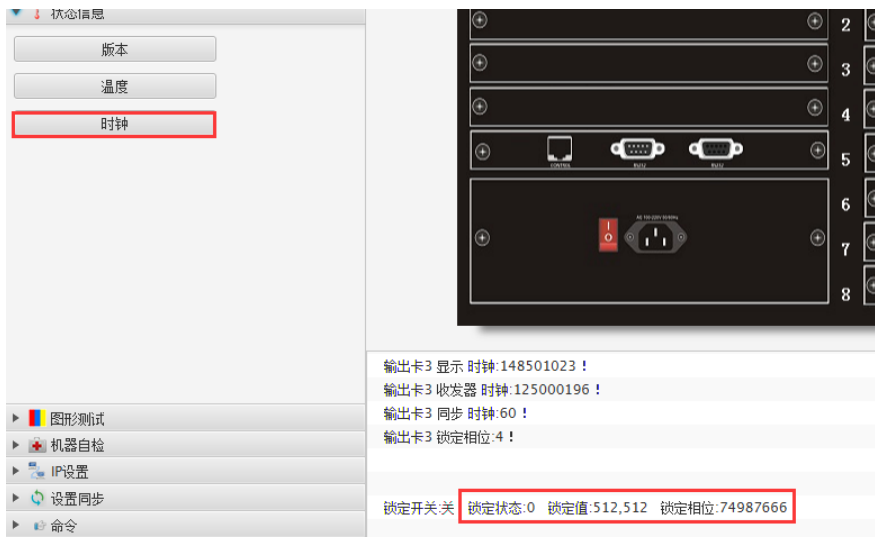 状态信息
版本
温度
时钟
图形测试
机器自检
IP设置
设置同步
命令
2
3
4
5
6
7
8
CONTROL
RS232
RS232
输出卡3 显示 时钟:148501023 !
输出卡3 收发器 时钟:125000196 !
输出卡3 同步 时钟:60 !
输出卡3 锁定相位:4 !
锁定开关:关 锁定状态:0 锁定值:512,512 锁定相位:74987666